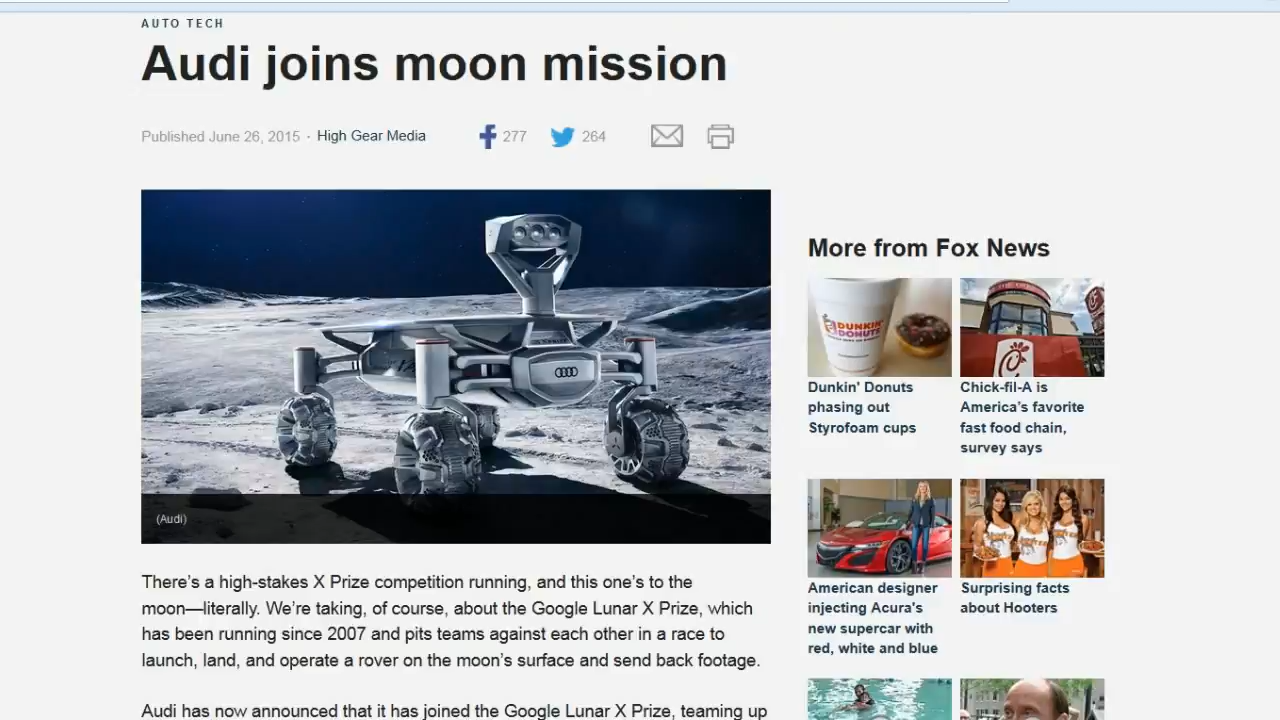 AUTO TECH
Audi joins moon mission
Published June 26, 2015 · High Gear Media
277
264
(Audi)
There's a high-stakes X Prize competition running, and this one's to the
moon—literally. We're taking, of course, about the Google Lunar X Prize, which
has been running since 2007 and pits teams against each other in a race to
launch, land, and operate a rover on the moon's surface and send back footage.
Audi has now announced that it has joined the Google Lunar X Prize, teaming up
More from Fox News
DUNKIN'
DONUTS
Dunkin' Donuts
phasing out
Styrofoam cups
Chick-fil-A is
America's favorite
fast food chain,
survey says
American designer
injecting Acura's
new supercar with
red, white and blue
Surprising facts
about Hooters